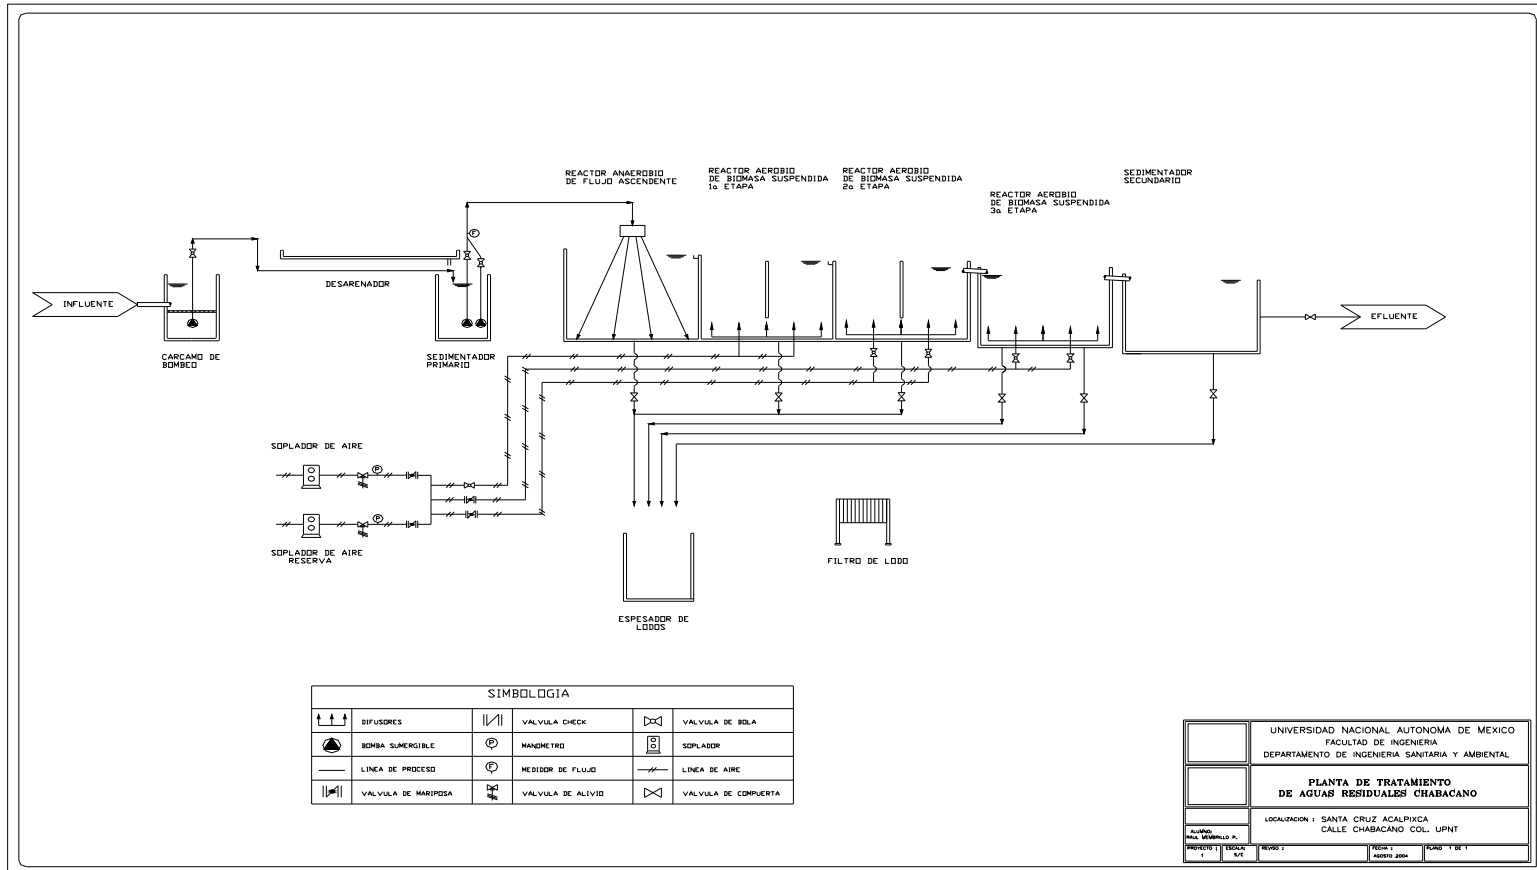 REACTOR ANAEROBIO
DE FLUJO ASCENDENTE
REACTOR AEROBIO
DE BIOMASA SUSPENDIDA
1a ETAPA
REACTOR AEROBIO
DE BIOMASA SUSPENDIDA
2a ETAPA
REACTOR AEROBIO
DE BIOMASA SUSPENDIDA
3a ETAPA
SEDIMENTADOR
SECUNDARIO
F
DESARENADOR
INFLUENTE
EFLUENTE
CARCAMO DE
BOMBEO
SEDIMENTADOR
PRIMARIO
SOPLADOR DE AIRE
P
P
SOPLADOR DE AIRE
RESERVA
FILTRO DE LODO
ESPESADOR DE
LODOS
SIMBOLOGIA
DIFUSORES
VALVULA CHECK
VALVULA DE BOLA
BOMBA SUMERGIBLE
P
MANOMETRO
SOPLADOR
LINEA DE PROCESO
F
MEDIDOR DE FLUJO
LINEA DE AIRE
VALVULA DE MARIPOSA
VALVULA DE ALIVIO
VALVULA DE COMPUERTA
UNIVERSIDAD NACIONAL AUTONOMA DE MEXICO
FACULTAD DE INGENIERIA
DEPARTAMENTO DE INGENIERIA SANITARIA Y AMBIENTAL
PLANTA DE TRATAMIENTO
DE AGUAS RESIDUALES CHABACANO
LOCALIZACION : SANTA CRUZ ACALPIXCA
CALLE CHABACANO COL. UPNT
ALUMNO:
RAUL MEMBRILLO P.
PROYECTO :
1
ESCALA:
S/E
REVISO :
FECHA :
AGOSTO 2004
PLANO 1 DE 1